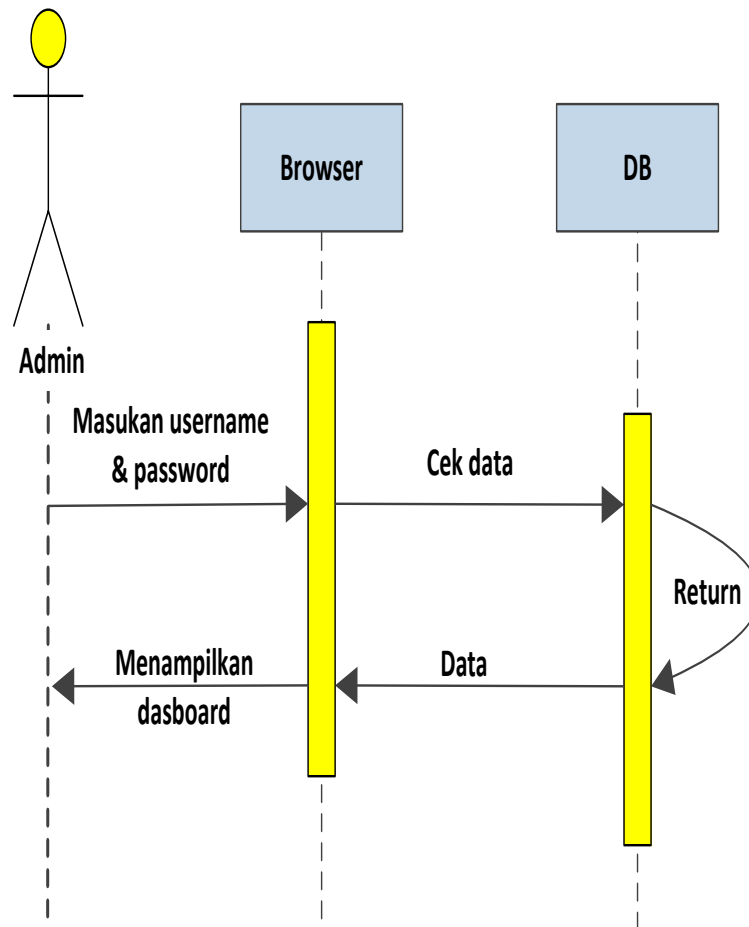 Browser
DB
Admin
Masukan username
& password
Cek data
Return
Menampilkan
dasboard
Data